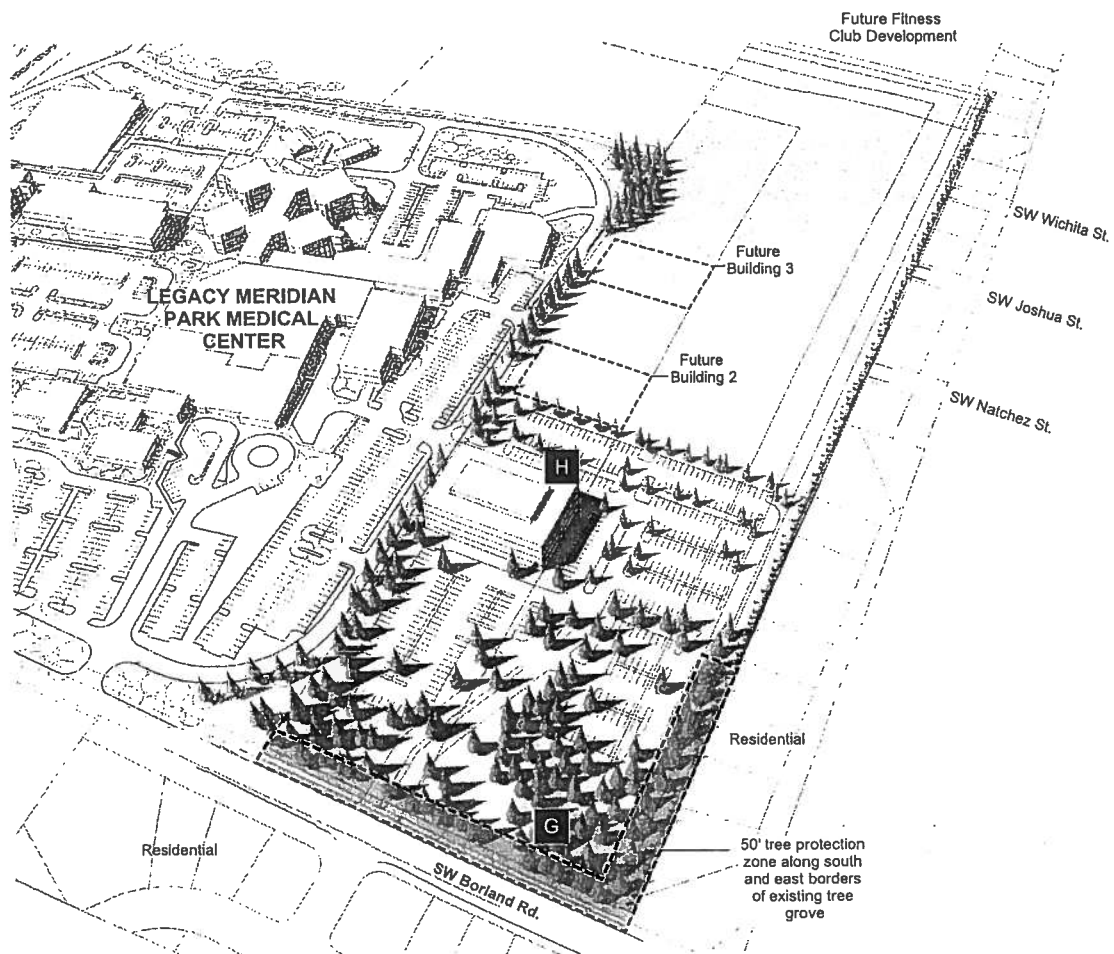 Future Fitness
Club Development
SW Wichita St.
Future
Building 3
LEGACY MERIDIAN
PARK MEDICAL
CENTER
SW Joshua St.
Future
Building 2
SW Natchez St.
H
Residential
G
50' tree protection
zone along south
and east borders
of existing tree
grove
Residential
SW Borland Rd.